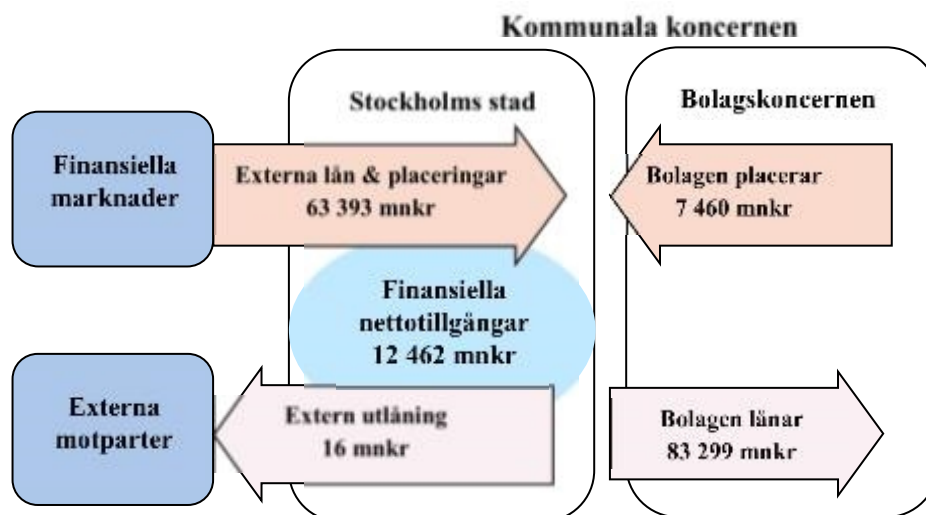 Kommunala koncernen
Stockholms stad
Bolagskoncernen
Finansiella
marknader
Externa lån & placeringar
63 393 mnkr
Bolagen placerar
7 460 mnkr
Finansiella
nettotillgångar
12 462 mnkr
Externa
motparter
Extern utlåning
16 mnkr
Bolagen lånar
83 299 mnkr